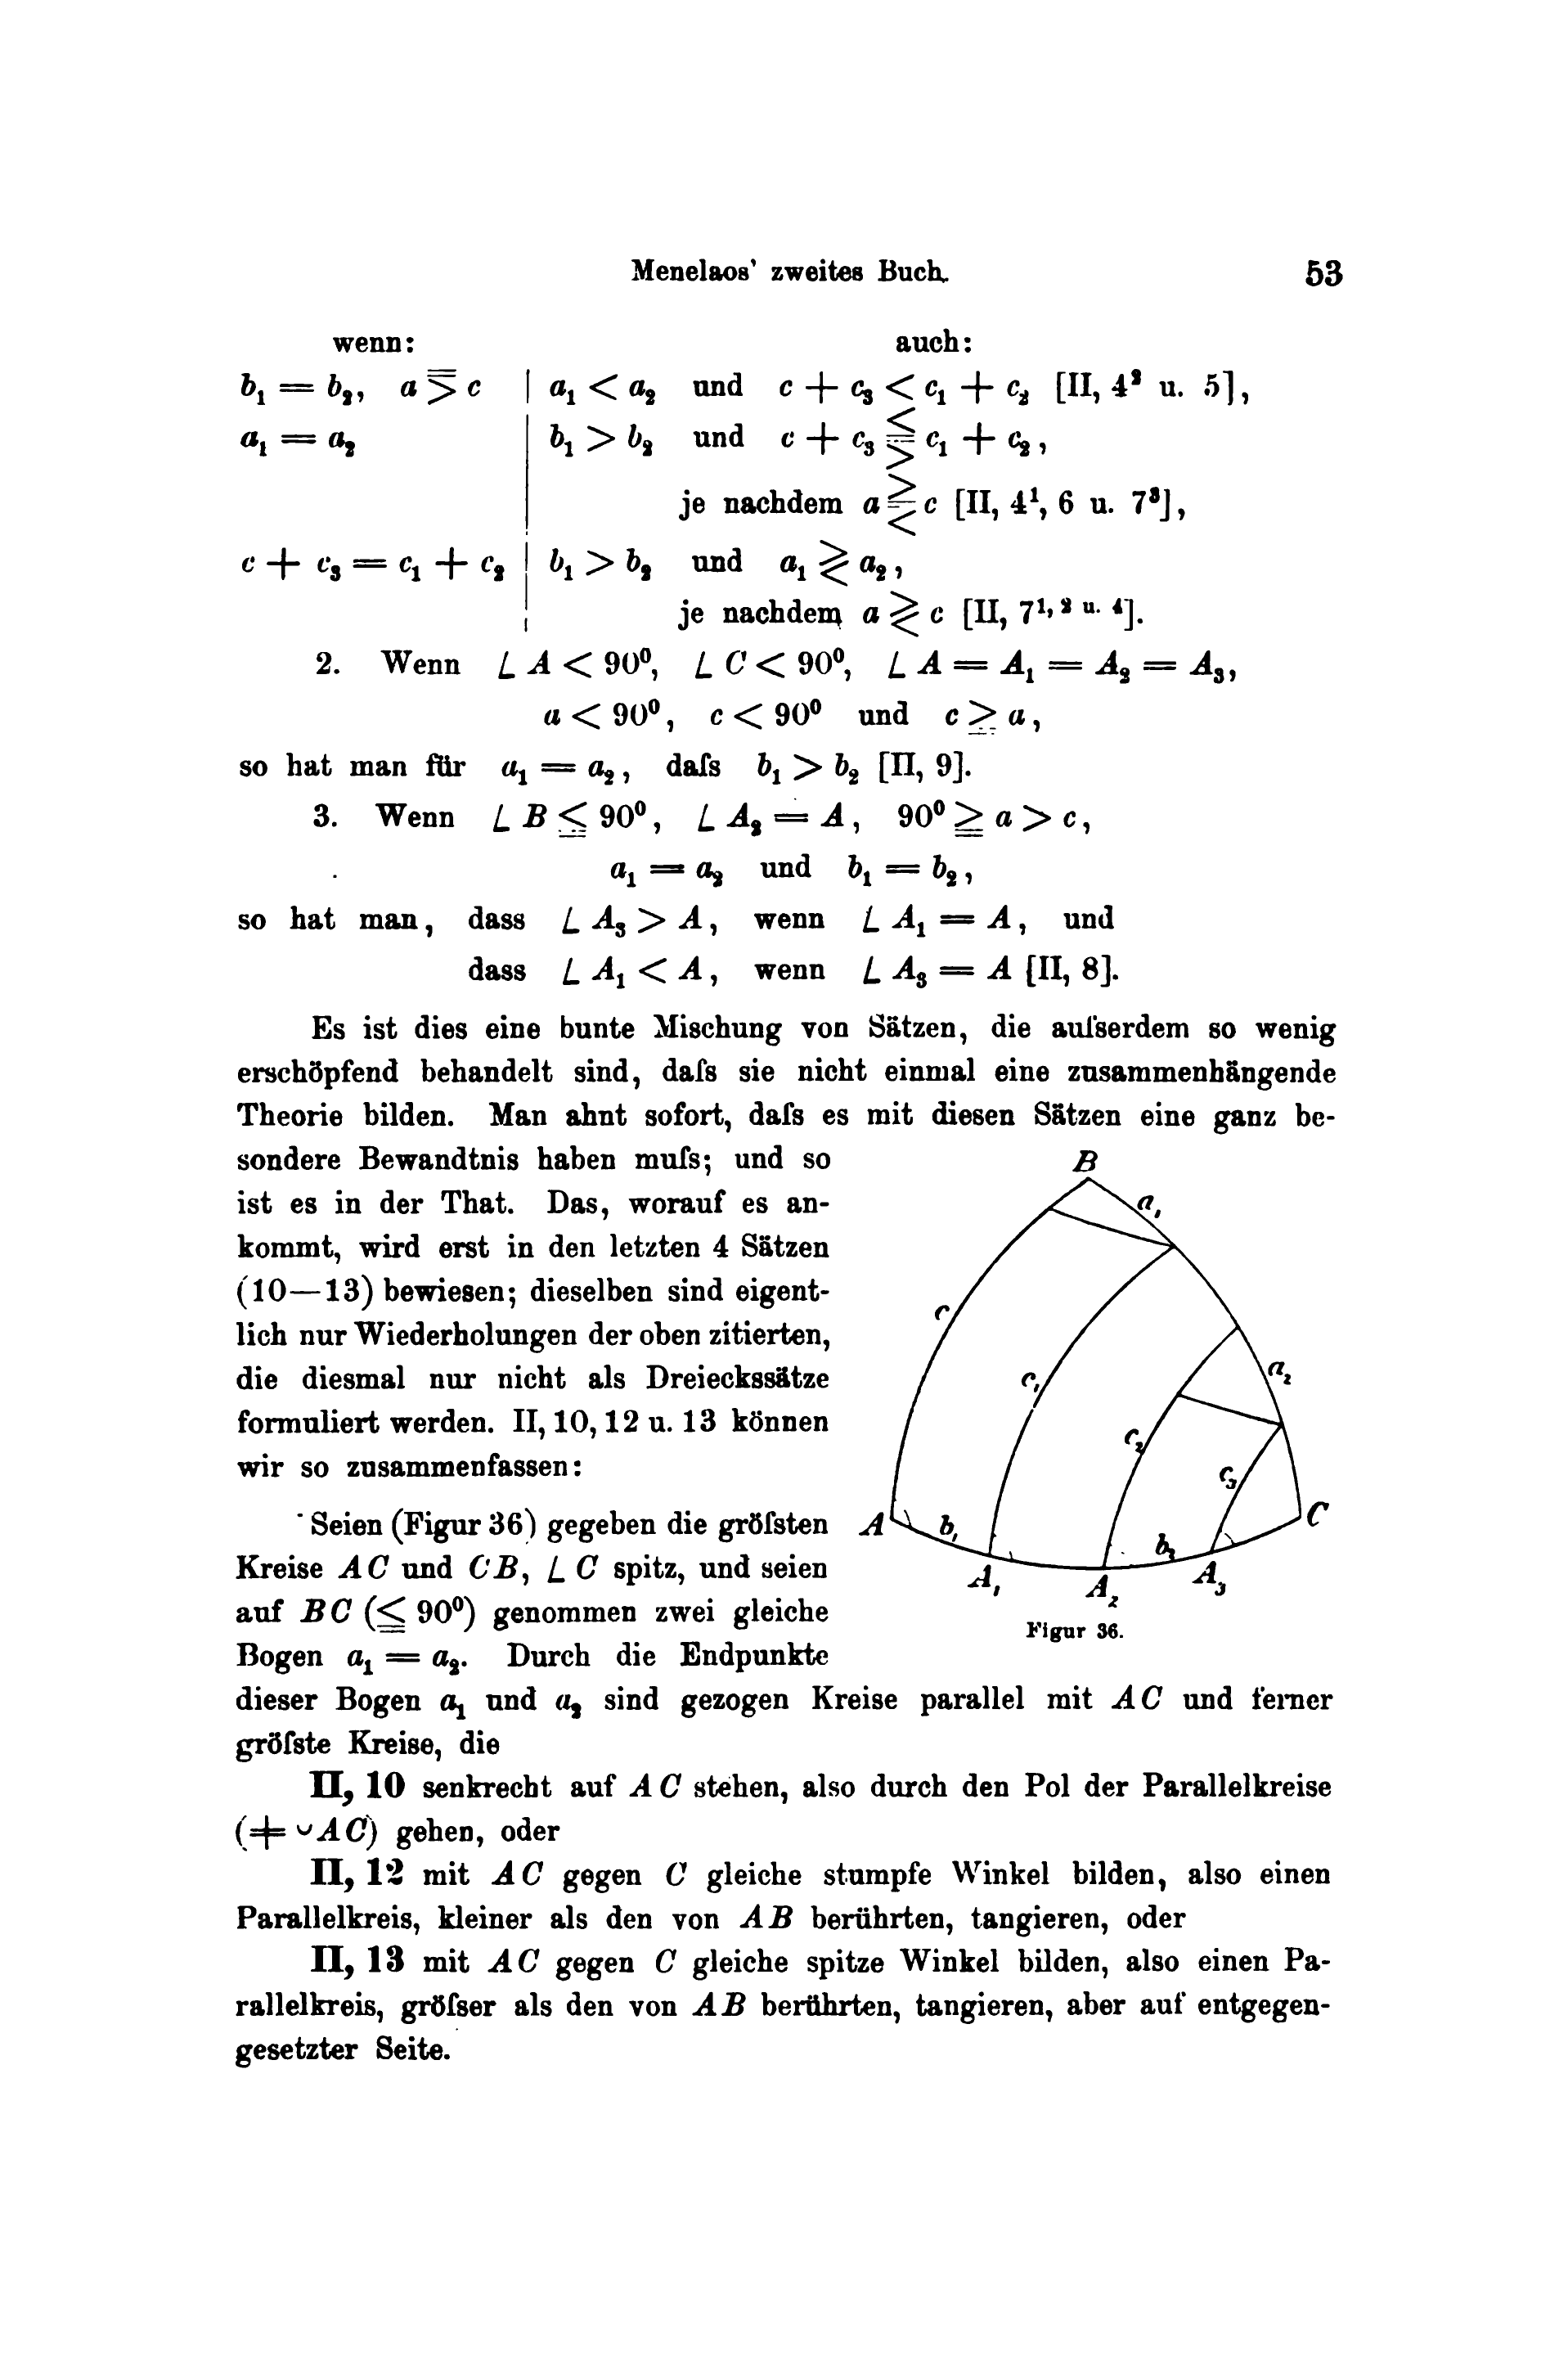 Menelaos' zweites Buch. 53
wenn: auch:
b₁ = b₂, a ⋝ c | a₁ < a₂ und c + c₃ < c₁ + c₂ [II, 4² u. 5],
a₁ = a₂ | b₁ > b₂ und c + c₃ ⪋ c₁ + c₂,
je nachdem a ⪌ c [II, 4¹, 6 u. 7³],
c + c₃ = c₁ + c₂ | b₁ > b₂ und a₁ ≷ a₂,
je nachdem a ≷ c [II, 7¹, ² ᵘ· ⁴].
2. Wenn ∠ A < 90⁰, ∠ C < 90⁰, ∠ A = A₁ = A₂ = A₃,
a < 90⁰, c < 90⁰ und c ≧ a,
so hat man für a₁ = a₂, daſs b₁ > b₂ [II, 9].
3. Wenn ∠ B ≦ 90⁰, ∠ A₂ = A, 90⁰ ≧ a > c,
a₁ = a₂ und b₁ = b₂,
so hat man, dass ∠ A₃ > A, wenn ∠ A₁ = A, und
dass ∠ A₁ < A, wenn ∠ A₃ = A [II, 8].
Es ist dies eine bunte Mischung von Sätzen, die auſserdem so wenig
erschöpfend behandelt sind, daſs sie nicht einmal eine zusammenhängende
Theorie bilden. Man ahnt sofort, daſs es mit diesen Sätzen eine ganz be-
sondere Bewandtnis haben muſs; und so
ist es in der That. Das, worauf es an-
kommt, wird erst in den letzten 4 Sätzen
(10—13) bewiesen; dieselben sind eigent-
lich nur Wiederholungen der oben zitierten,
die diesmal nur nicht als Dreieckssätze
formuliert werden. II, 10, 12 u. 13 können
wir so zusammenfassen:
Seien (Figur 36) gegeben die gröſsten
Kreise AC und CB, ∠ C spitz, und seien
auf BC (≦ 90⁰) genommen zwei gleiche
Bogen a₁ = a₂. Durch die Endpunkte
B
a₁
c
c₁
a₂
c₂
c₃
A
b₁
b₂
C
A₁
A₂
A₃
Figur 36.
dieser Bogen a₁ und a₂ sind gezogen Kreise parallel mit AC und ferner
gröſste Kreise, die
II, 10 senkrecht auf AC stehen, also durch den Pol der Parallelkreise
(⧧ ◡AC) gehen, oder
II, 12 mit AC gegen C gleiche stumpfe Winkel bilden, also einen
Parallelkreis, kleiner als den von AB berührten, tangieren, oder
II, 13 mit AC gegen C gleiche spitze Winkel bilden, also einen Pa-
rallelkreis, gröſser als den von AB berührten, tangieren, aber auf entgegen-
gesetzter Seite.